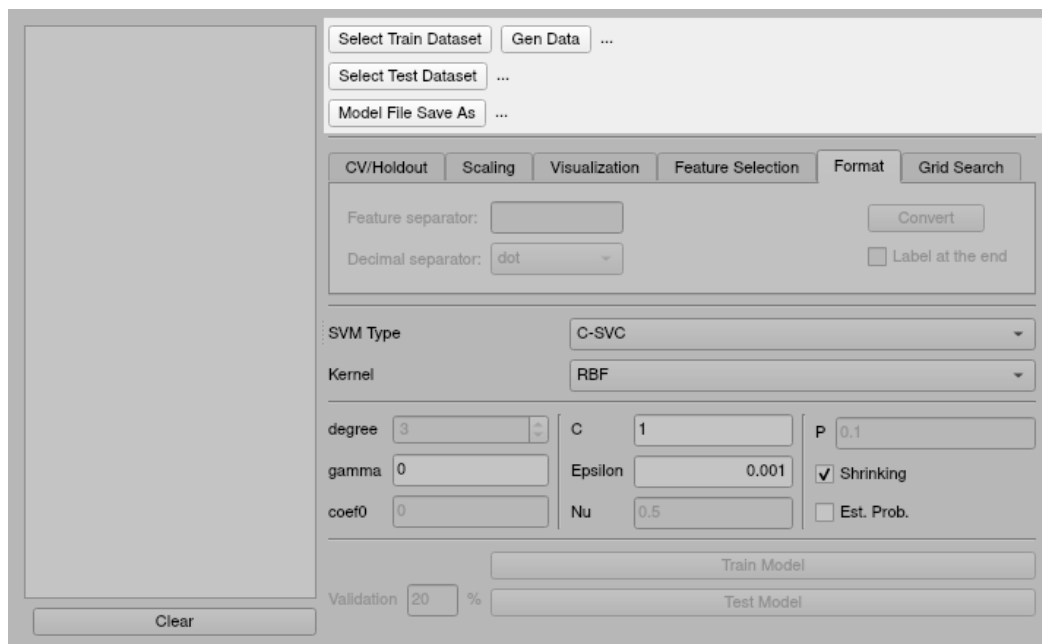 Select Train Dataset Gen Data ...
Select Test Dataset ...
Model File Save As ...
CV/Holdout Scaling Visualization Feature Selection Format Grid Search
Feature separator: Convert
Decimal separator: dot Label at the end
SVM Type C-SVC
Kernel RBF
degree 3 C 1 P 0.1
gamma 0 Epsilon 0.001 Shrinking
coef0 0 Nu 0.5 Est. Prob.
Train Model
Validation 20 % Test Model
Clear